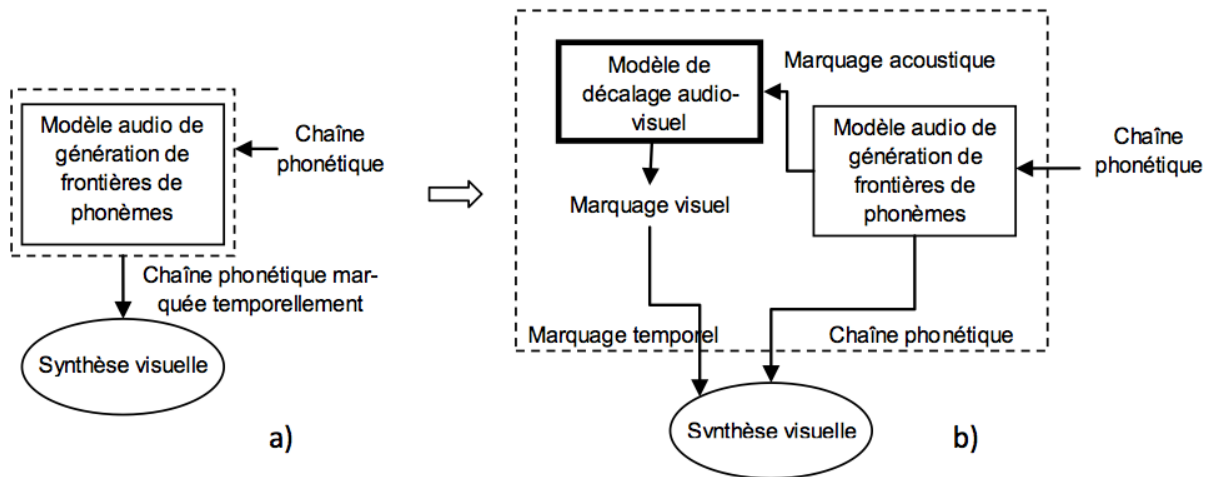 Modèle audio de
génération de
frontières de
phonèmes
Chaîne
phonétique
Chaîne phonétique mar-
quée temporellement
Synthèse visuelle
a)
Modèle de
décalage audio-
visuel
Marquage acoustique
Modèle audio de
génération de
frontières de
phonèmes
Chaîne
phonétique
Marquage visuel
Marquage temporel
Chaîne phonétique
Synthèse visuelle
b)